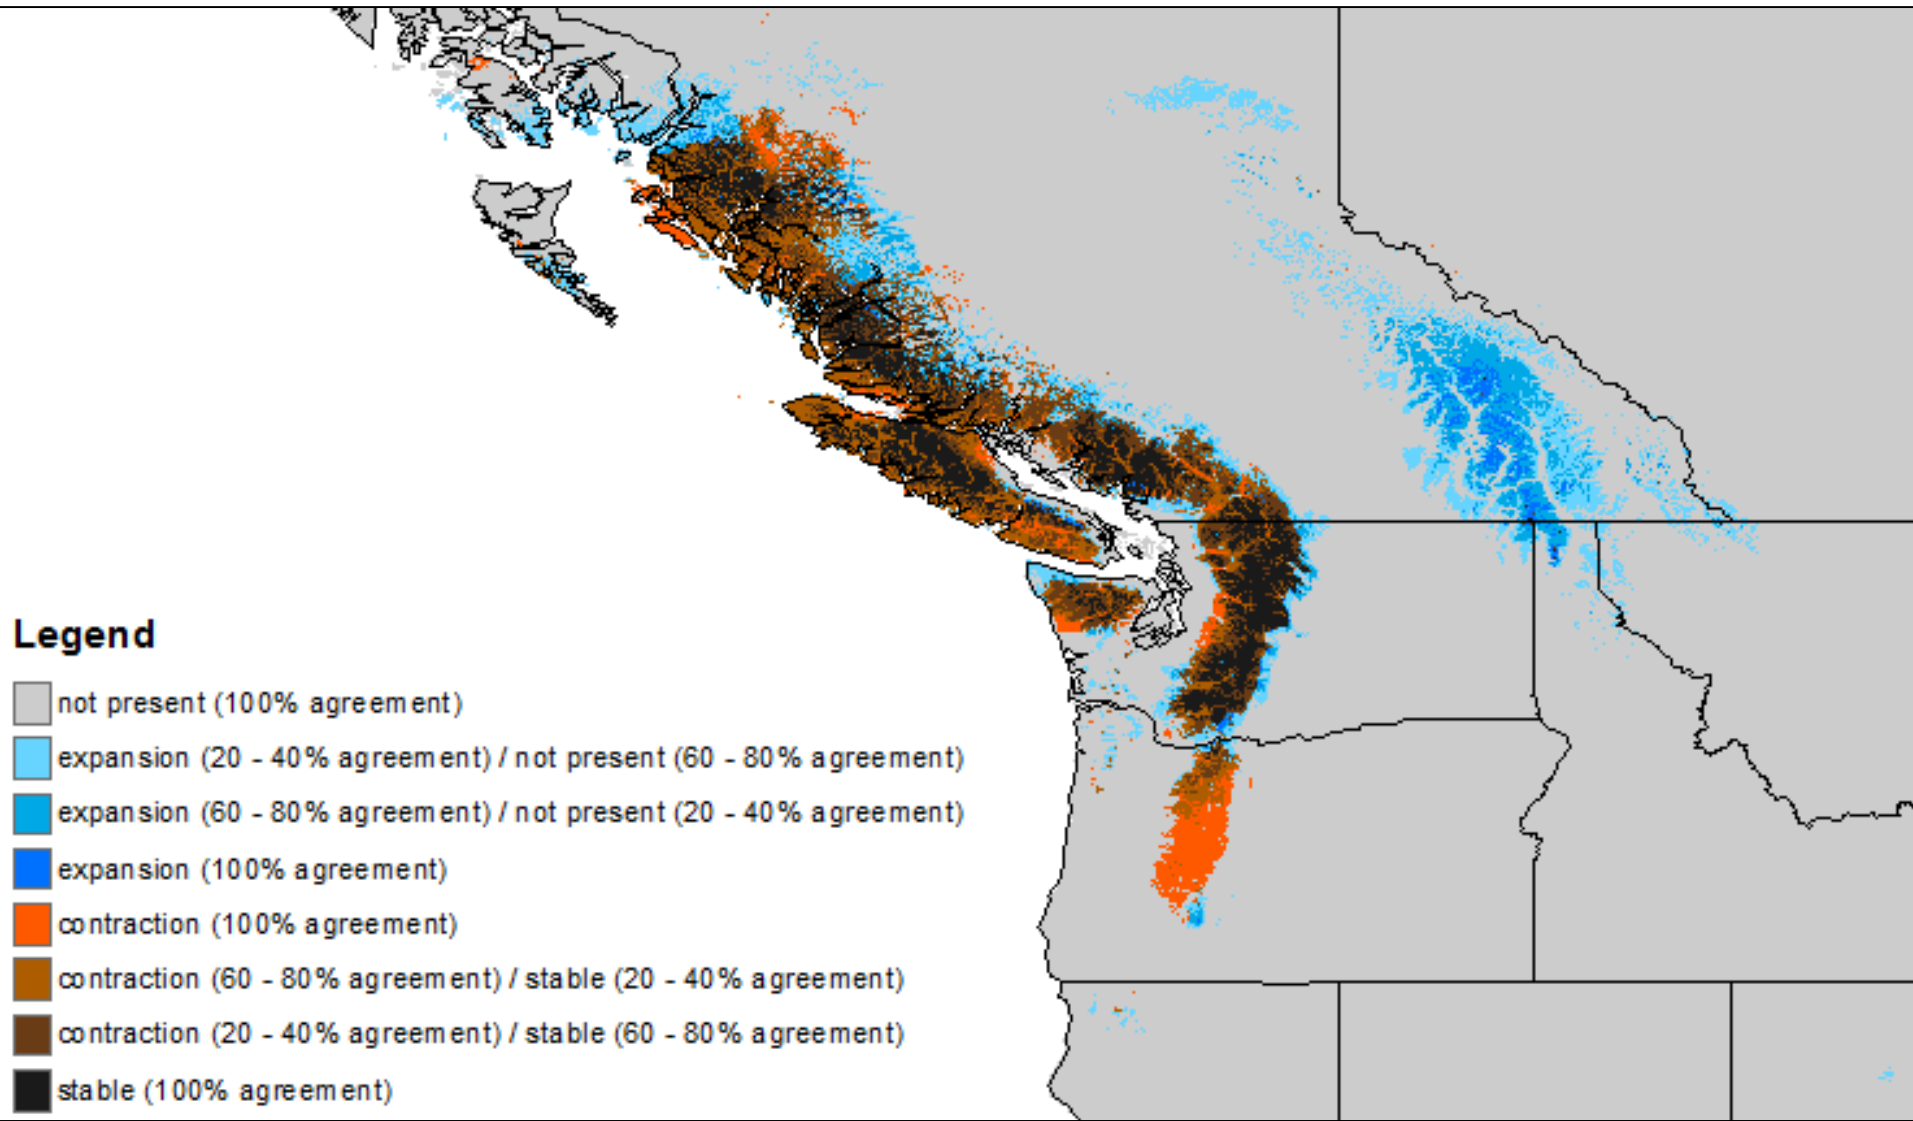 Legend
not present (100% agreement)
expansion (20 - 40% agreement) / not present (60 - 80% agreement)
expansion (60 - 80% agreement) / not present (20 - 40% agreement)
expansion (100% agreement)
contraction (100% agreement)
contraction (60 - 80% agreement) / stable (20 - 40% agreement)
contraction (20 - 40% agreement) / stable (60 - 80% agreement)
stable (100% agreement)